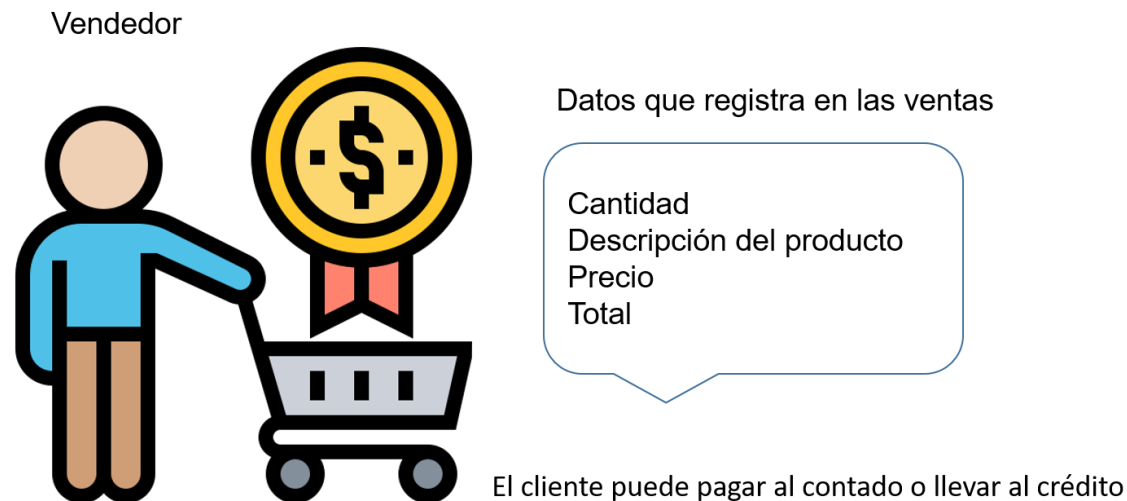 Vendedor
Datos que registra en las ventas
Cantidad
Descripción del producto
Precio
Total
$
El cliente puede pagar al contado o llevar al crédito